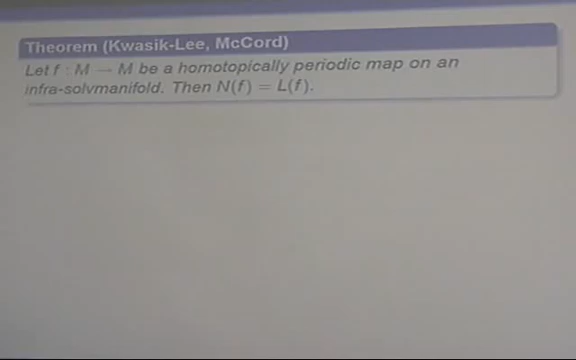 Theorem (Kwasik-Lee, McCord)
Let f : M → M be a homotopically periodic map on an
infra-solvmanifold. Then N(f) = L(f).